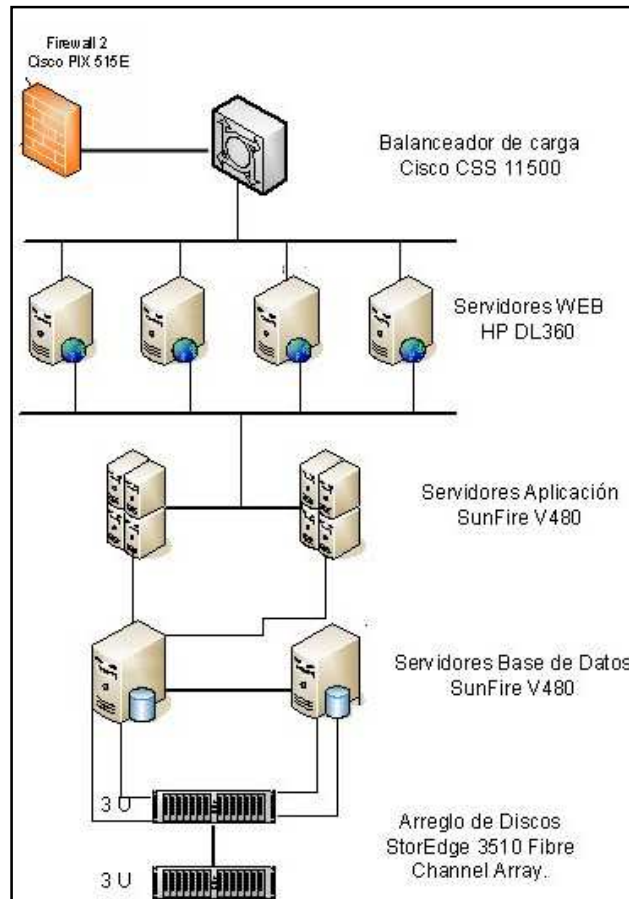 Firewall 2
Cisco PIX 515E
Balanceador de carga
Cisco CSS 11500
Servidores WEB
HP DL360
Servidores Aplicación
SunFire V480
Servidores Base de Datos
SunFire V480
3 U
Arreglo de Discos
StorEdge 3510 Fibre
Channel Array.
3 U